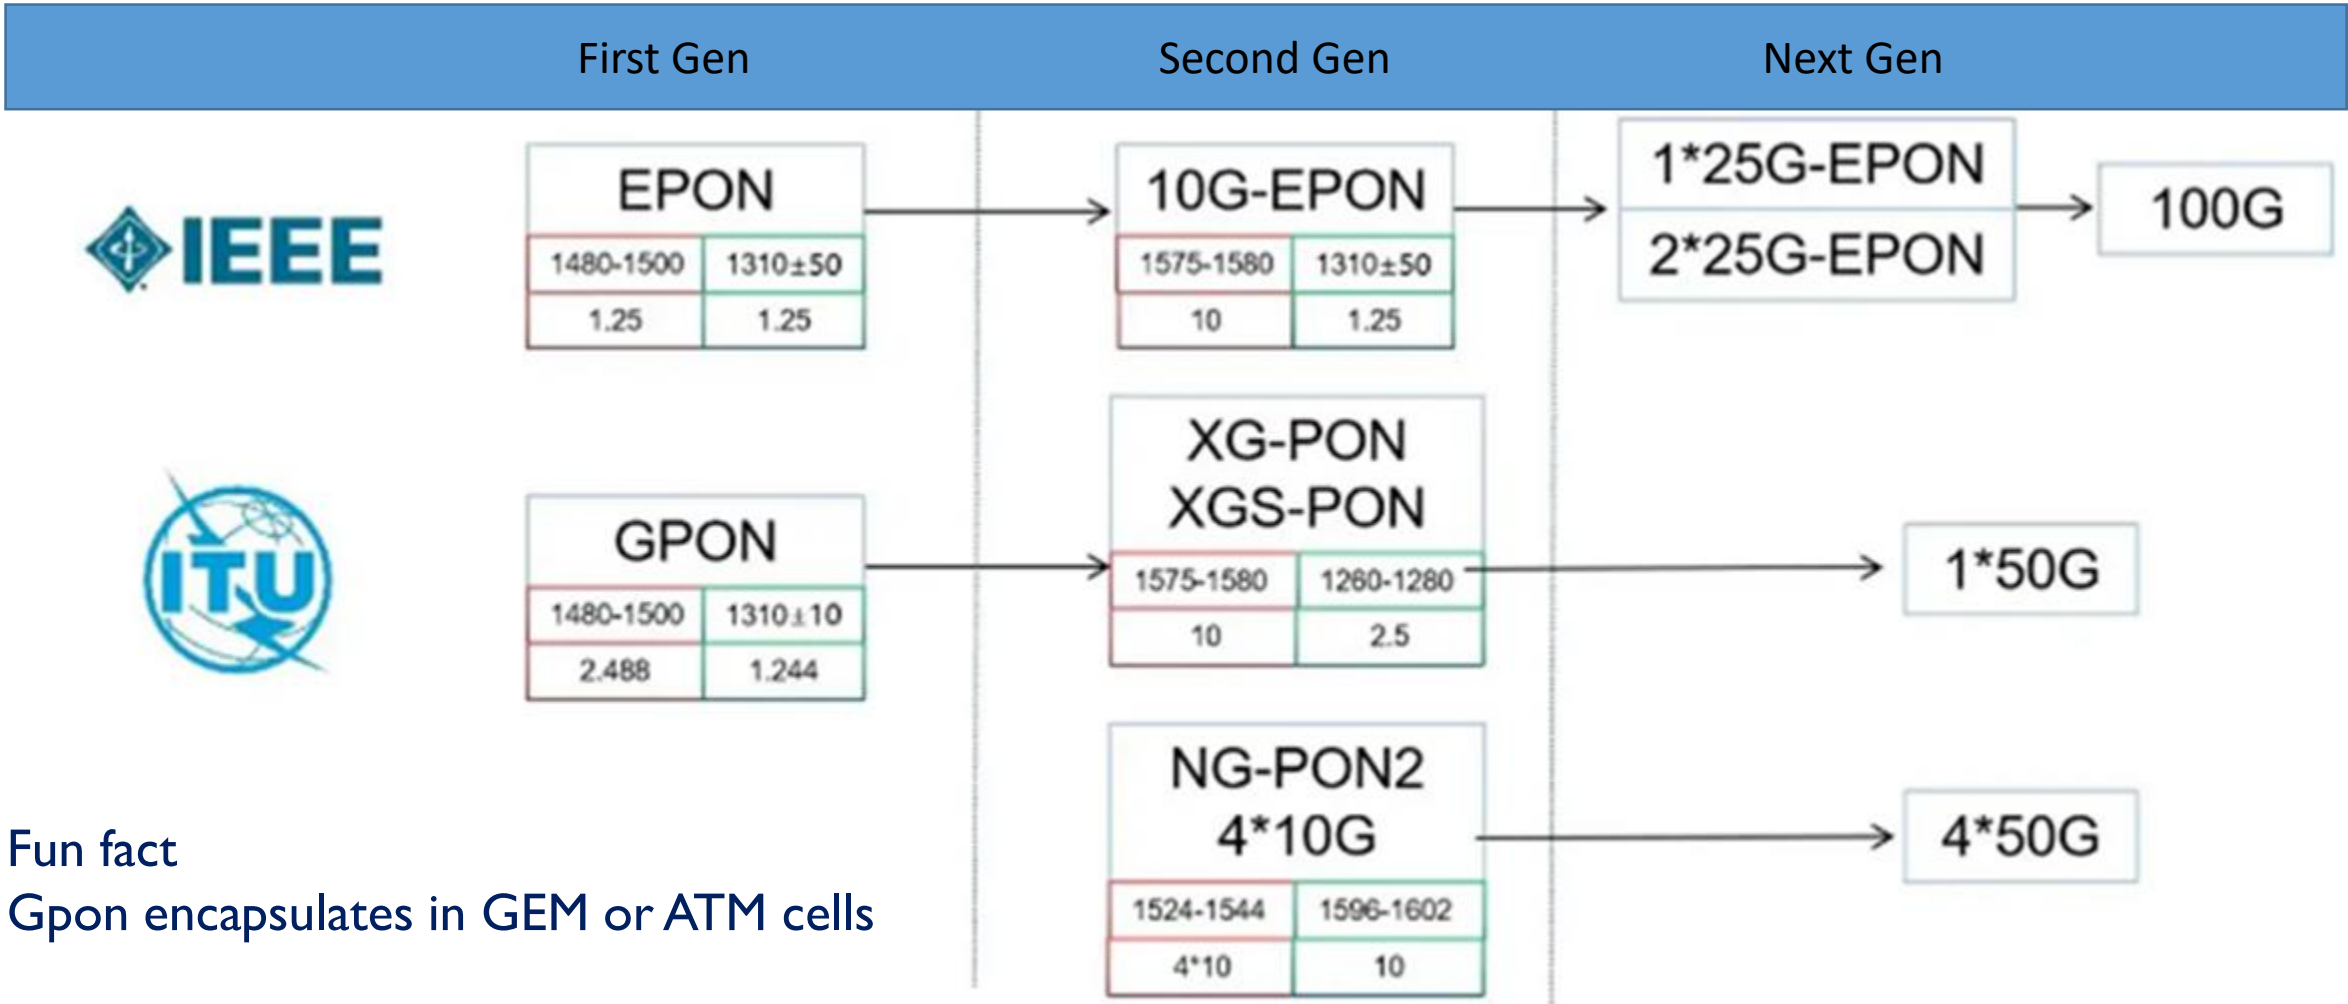 First Gen
Second Gen
Next Gen
IEEE
EPON
1480-1500
1310±50
1.25
1.25
10G-EPON
1575-1580
1310±50
10
1.25
1*25G-EPON
2*25G-EPON
100G
ITU
GPON
1480-1500
1310±10
2.488
1.244
XG-PON
XGS-PON
1575-1580
1260-1280
10
2.5
1*50G
NG-PON2
4*10G
1524-1544
1596-1602
4*10
10
4*50G
Fun fact
Gpon encapsulates in GEM or ATM cells